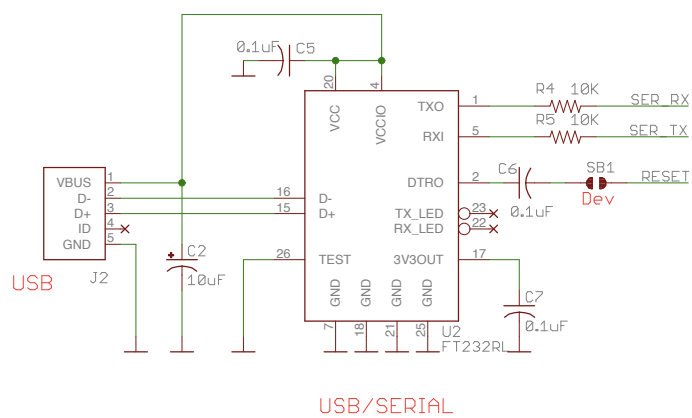 0.1uF C5
20
4
VCC
VCCIO
R4 10K
TXO 1 SER_RX
R5 10K
RXI 5 SER_TX
C6 SB1
VBUS 1
DTRO 2 RESET
D- 2 16 D-
0.1uF Dev
D+ 3 15 D+
TX_LED 23
ID 4
RX_LED 22
GND 5
C2
26 TEST 3V3OUT 17
J2
10uF
USB
GND GND GND GND
C7
0.1uF
7 18 21 25
U2
FT232RL
USB/SERIAL